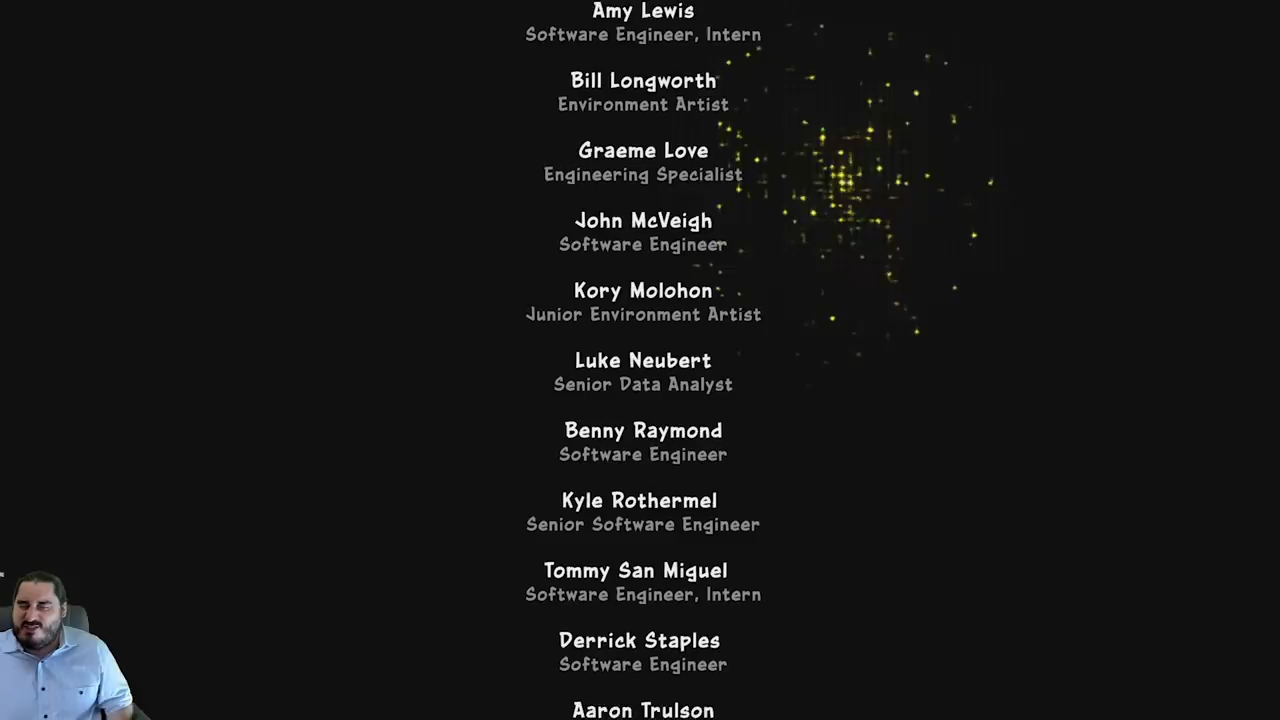 Amy Lewis
Software Engineer, Intern
Bill Longworth
Environment Artist
Graeme Love
Engineering Specialist
John McVeigh
Software Engineer
Kory Molohon
Junior Environment Artist
Luke Neubert
Senior Data Analyst
Benny Raymond
Software Engineer
Kyle Rothermel
Senior Software Engineer
Tommy San Miguel
Software Engineer, Intern
Derrick Staples
Software Engineer
Aaron Trulson